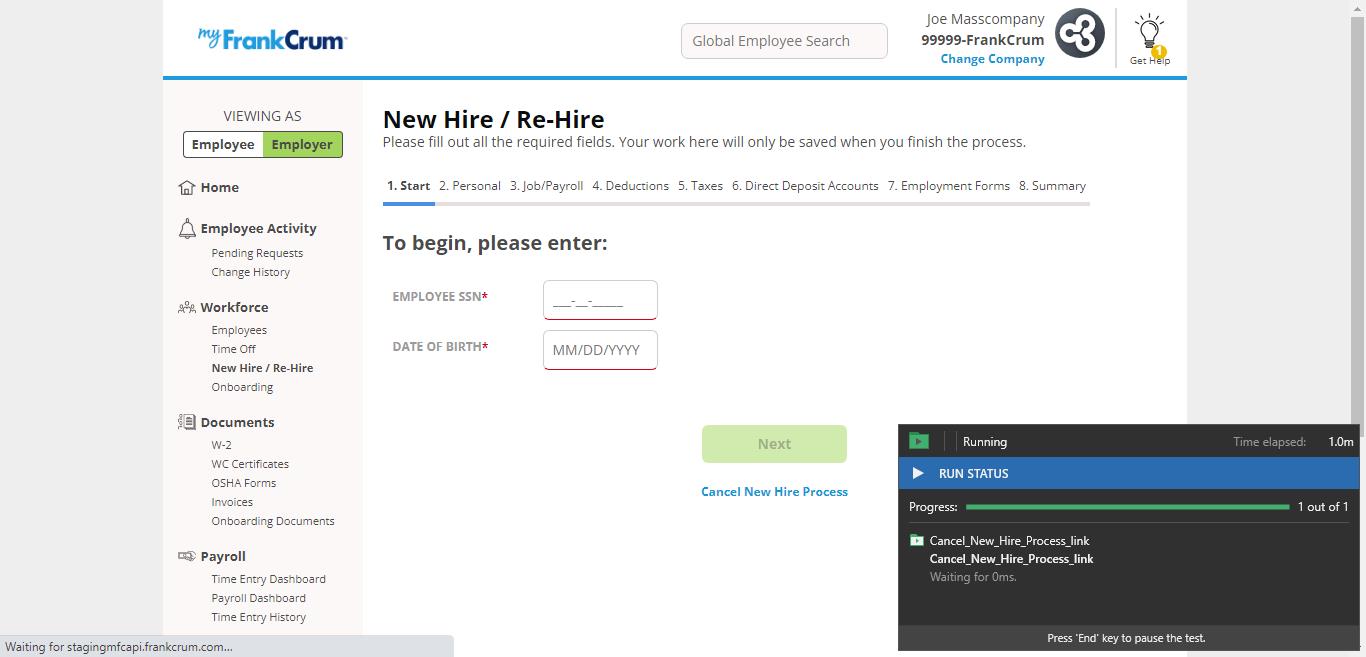 myFrankCrum
Global Employee Search
Joe Masscompany
99999-FrankCrum
Change Company
1
Get Help
VIEWING AS
Employee Employer
Home
Employee Activity
Pending Requests
Change History
Workforce
Employees
Time Off
New Hire / Re-Hire
Onboarding
Documents
W-2
WC Certificates
OSHA Forms
Invoices
Onboarding Documents
Payroll
Time Entry Dashboard
Payroll Dashboard
Time Entry History
New Hire / Re-Hire
Please fill out all the required fields. Your work here will only be saved when you finish the process.
1. Start 2. Personal 3. Job/Payroll 4. Deductions 5. Taxes 6. Direct Deposit Accounts 7. Employment Forms 8. Summary
To begin, please enter:
EMPLOYEE SSN* ___-__-____
DATE OF BIRTH* MM/DD/YYYY
Next
Cancel New Hire Process
Running Time elapsed: 1.0m
RUN STATUS
Progress: 1 out of 1
Cancel_New_Hire_Process_link
Cancel_New_Hire_Process_link
Waiting for 0ms.
Press 'End' key to pause the test.
Waiting for stagingmfcapi.frankcrum.com...